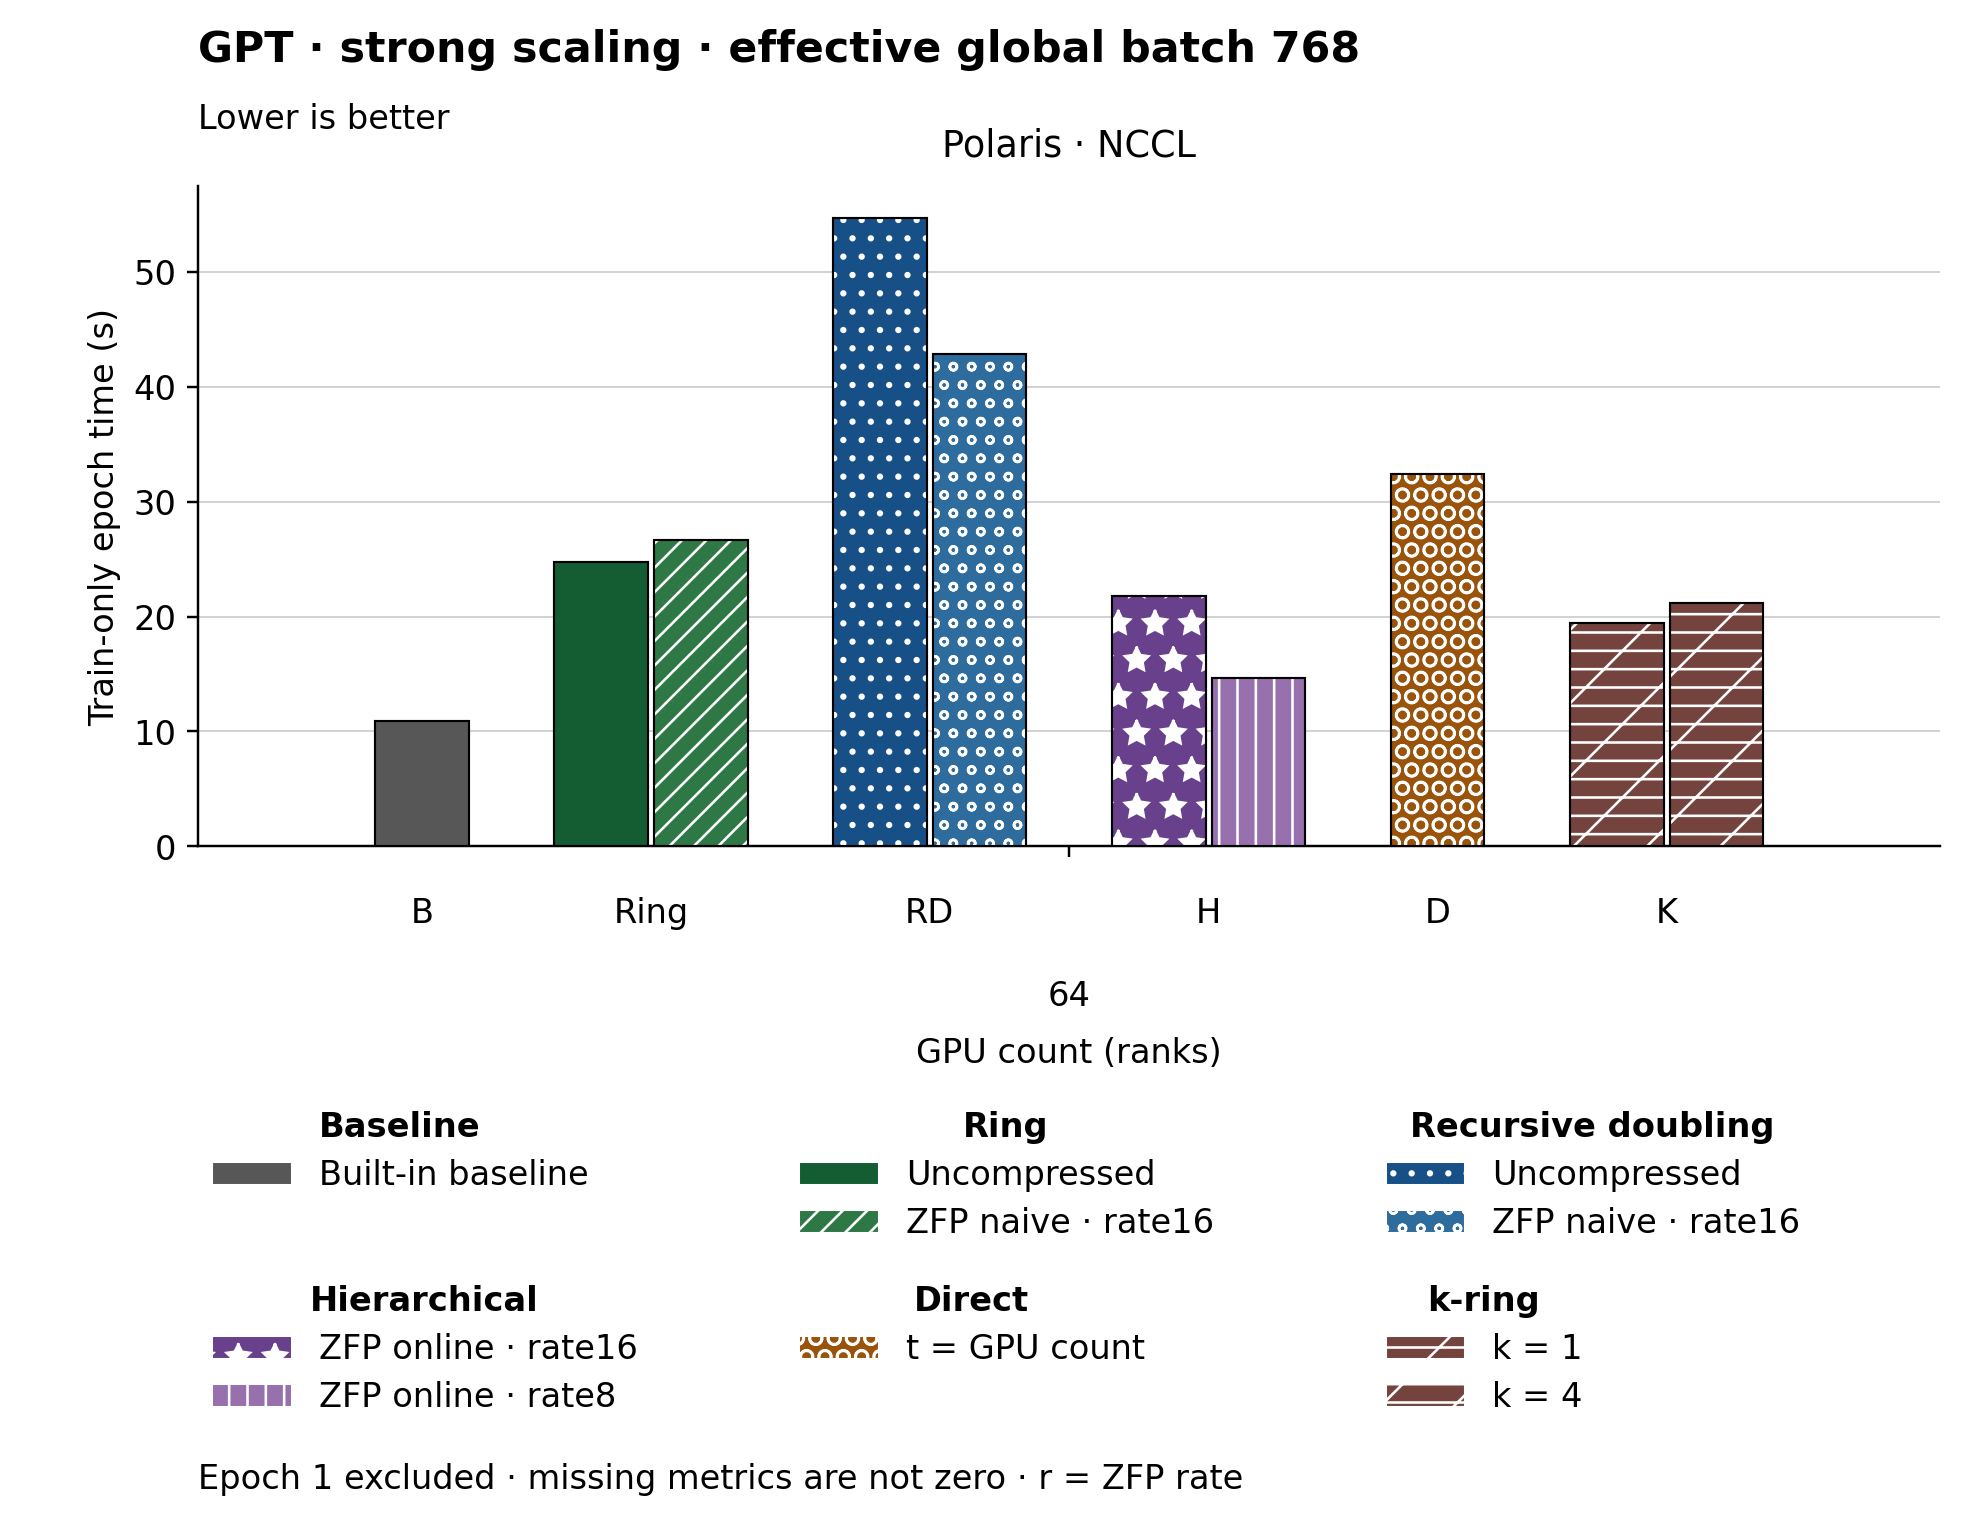 GPT · strong scaling · effective global batch 768
Lower is better
Polaris · NCCL
Train-only epoch time (s)
50
40
30
20
10
0
B Ring RD H D K
64
GPU count (ranks)
Baseline
Built-in baseline
Ring
Uncompressed
ZFP naive · rate16
Recursive doubling
Uncompressed
ZFP naive · rate16
Hierarchical
ZFP online · rate16
ZFP online · rate8
Direct
t = GPU count
k-ring
k = 1
k = 4
Epoch 1 excluded · missing metrics are not zero · r = ZFP rate